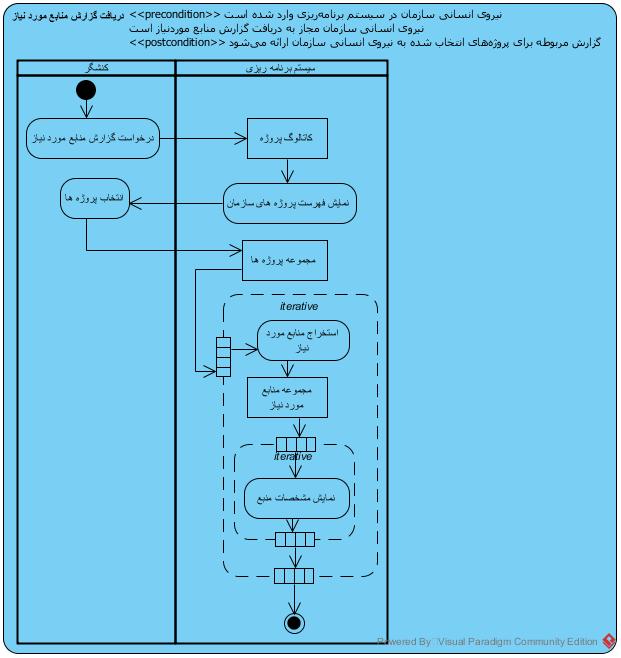 دریافت گزارش منابع مورد نیاز
<<precondition>> نیروی انسانی سازمان در سیستم برنامه‌ریزی وارد شده است
نیروی انسانی سازمان مجاز به دریافت گزارش منابع موردنیاز است
<<postcondition>> گزارش مربوطه برای پروژه‌های انتخاب شده به نیروی انسانی سازمان ارائه می‌شود
کنشگر
سیستم برنامه ریزی
درخواست گزارش منابع مورد نیاز
کاتالوگ پروژه
نمایش فهرست پروژه های سازمان
انتخاب پروژه ها
مجموعه پروژه ها
iterative
استخراج منابع مورد
نیاز
مجموعه منابع
مورد نیاز
iterative
نمایش مشخصات منبع
Powered By Visual Paradigm Community Edition